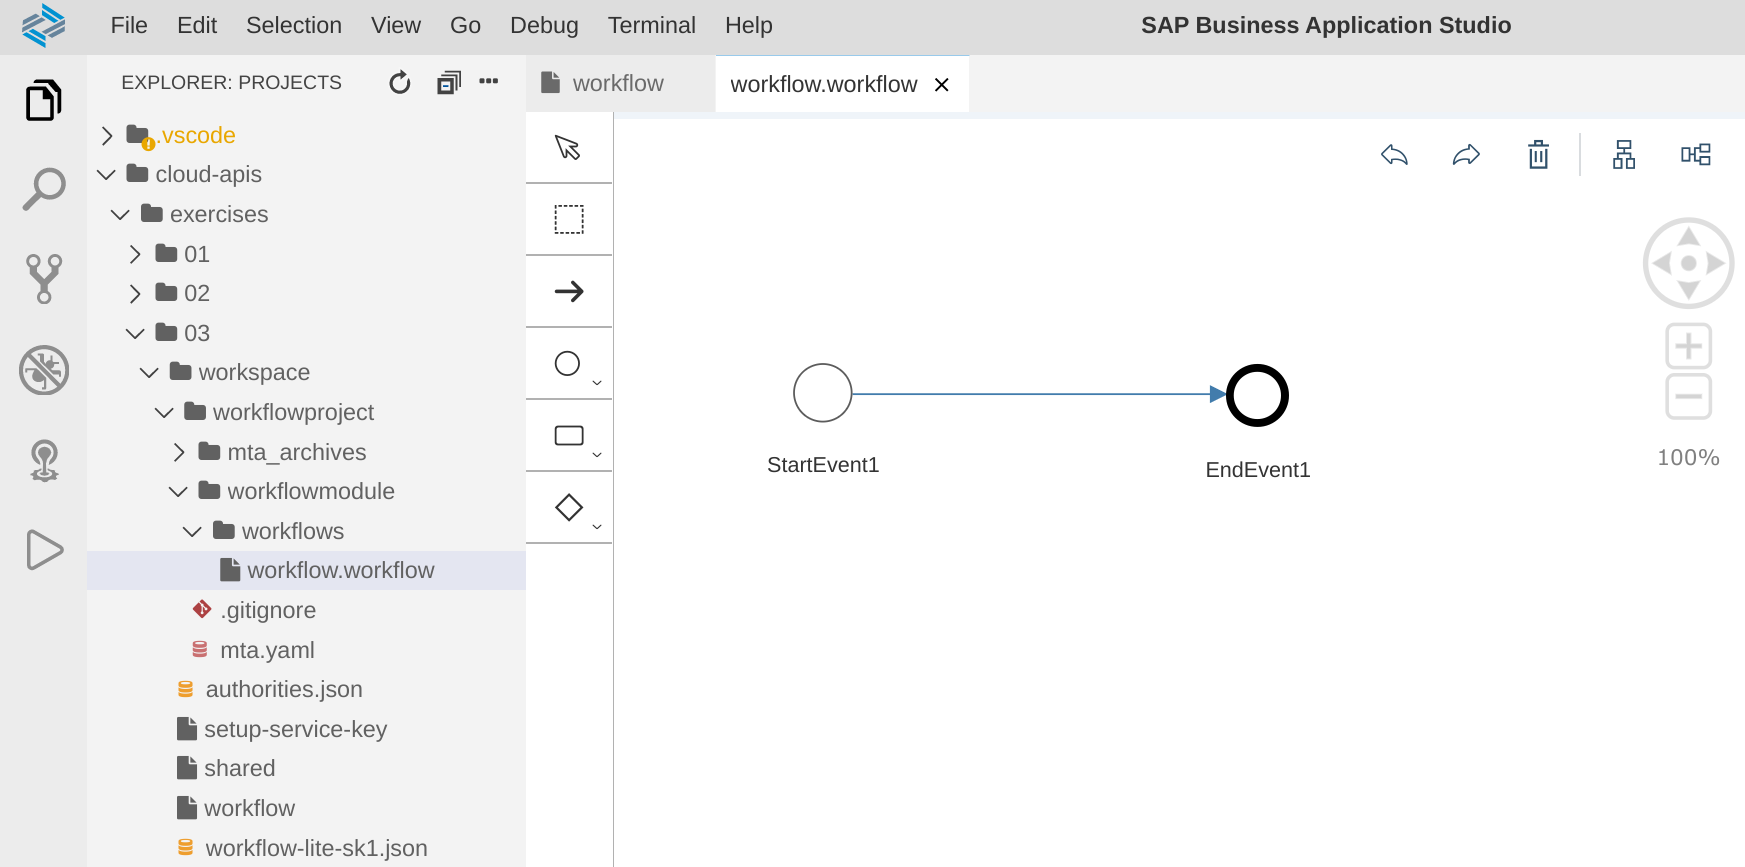 File Edit Selection View Go Debug Terminal Help SAP Business Application Studio
EXPLORER: PROJECTS
workflow
workflow.workflow
.vscode
cloud-apis
exercises
01
02
03
workspace
workflowproject
mta_archives
workflowmodule
workflows
workflow.workflow
.gitignore
mta.yaml
authorities.json
setup-service-key
shared
workflow
workflow-lite-sk1.json
StartEvent1
EndEvent1
100%